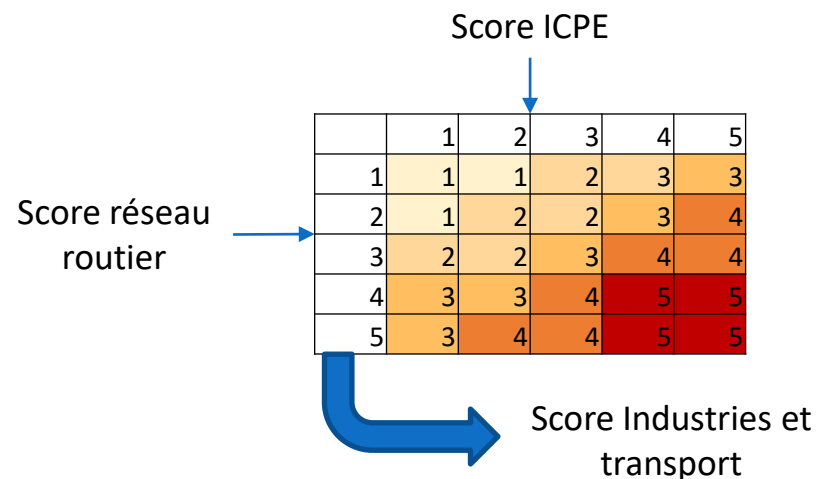 Score ICPE
1 2 3 4 5
1 1 1 2 3 3
2 1 2 2 3 4
3 2 2 3 4 4
4 3 3 4 5 5
5 3 4 4 5 5
Score réseau
routier
Score Industries et
transport